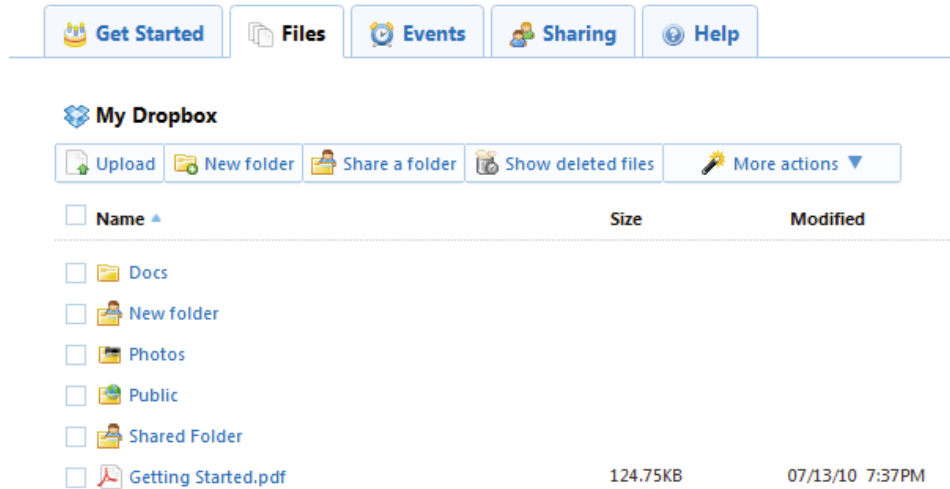 Get Started Files Events Sharing Help
My Dropbox
Upload New folder Share a folder Show deleted files More actions
Name Size Modified
Docs
New folder
Photos
Public
Shared Folder
Getting Started.pdf 124.75KB 07/13/10 7:37PM